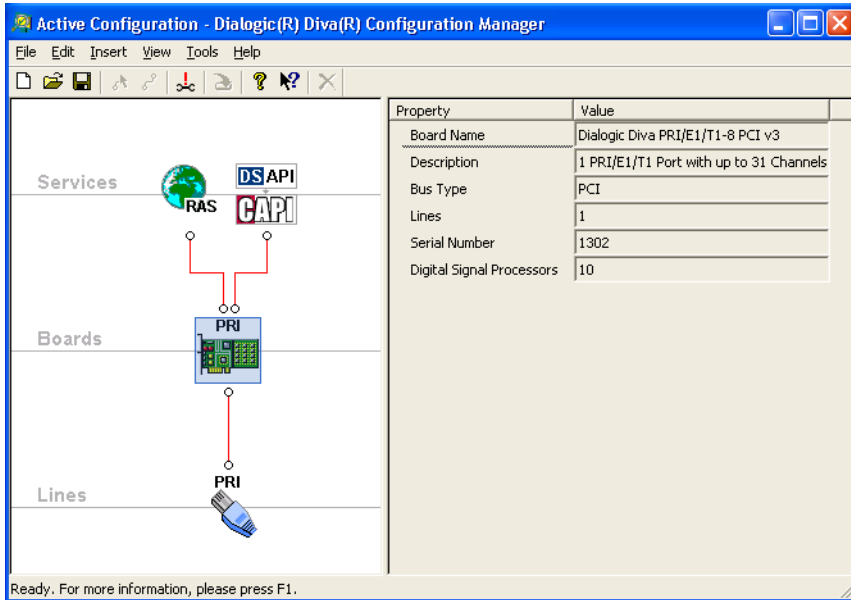 Active Configuration - Dialogic(R) Diva(R) Configuration Manager
File Edit Insert View Tools Help
Services
RAS
DS API
CAPI
PRI
Boards
PRI
Lines
Property Value
Board Name Dialogic Diva PRI/E1/T1-8 PCI v3
Description 1 PRI/E1/T1 Port with up to 31 Channels
Bus Type PCI
Lines 1
Serial Number 1302
Digital Signal Processors 10
Ready. For more information, please press F1.